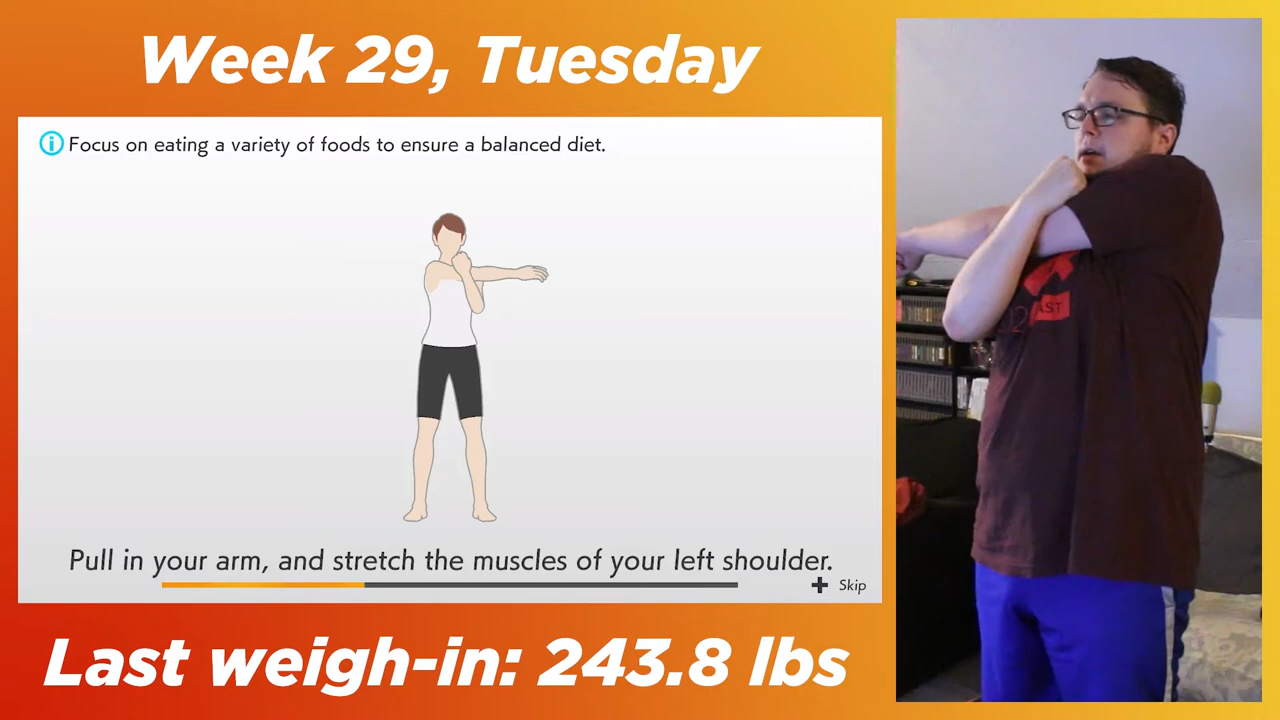 Week 29, Tuesday
Focus on eating a variety of foods to ensure a balanced diet.
Pull in your arm, and stretch the muscles of your left shoulder.
Skip
Last weigh-in: 243.8 lbs